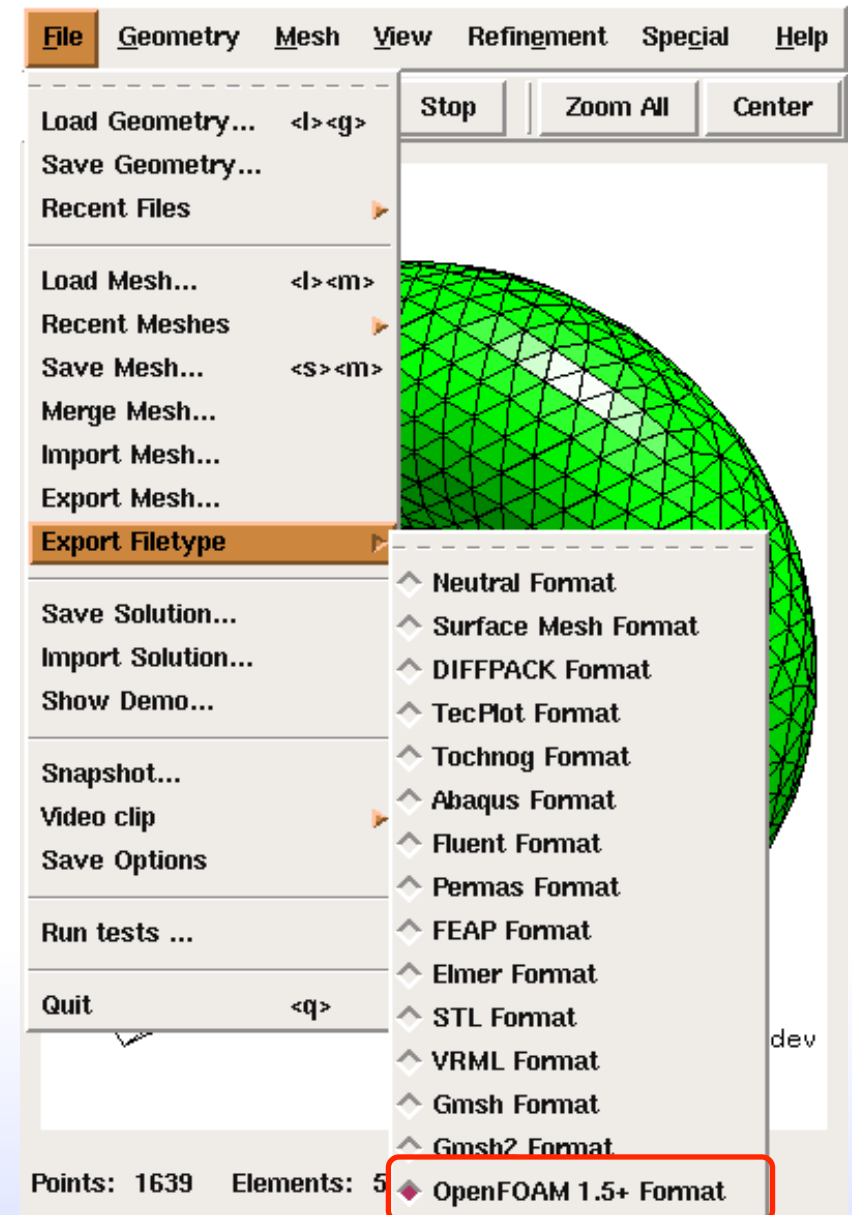 File Geometry Mesh View Refinement Special Help
Stop Zoom All Center
Load Geometry... <l><g>
Save Geometry...
Recent Files
Load Mesh... <l><m>
Recent Meshes
Save Mesh... <s><m>
Merge Mesh...
Import Mesh...
Export Mesh...
Export Filetype
Save Solution...
Import Solution...
Show Demo...
Snapshot...
Video clip
Save Options
Run tests ...
Quit <q>
Neutral Format
Surface Mesh Format
DIFFPACK Format
TecPlot Format
Tochnog Format
Abaqus Format
Fluent Format
Permas Format
FEAP Format
Elmer Format
STL Format
VRML Format
Gmsh Format
Gmsh2 Format
OpenFOAM 1.5+ Format
dev
Points: 1639 Elements: 5